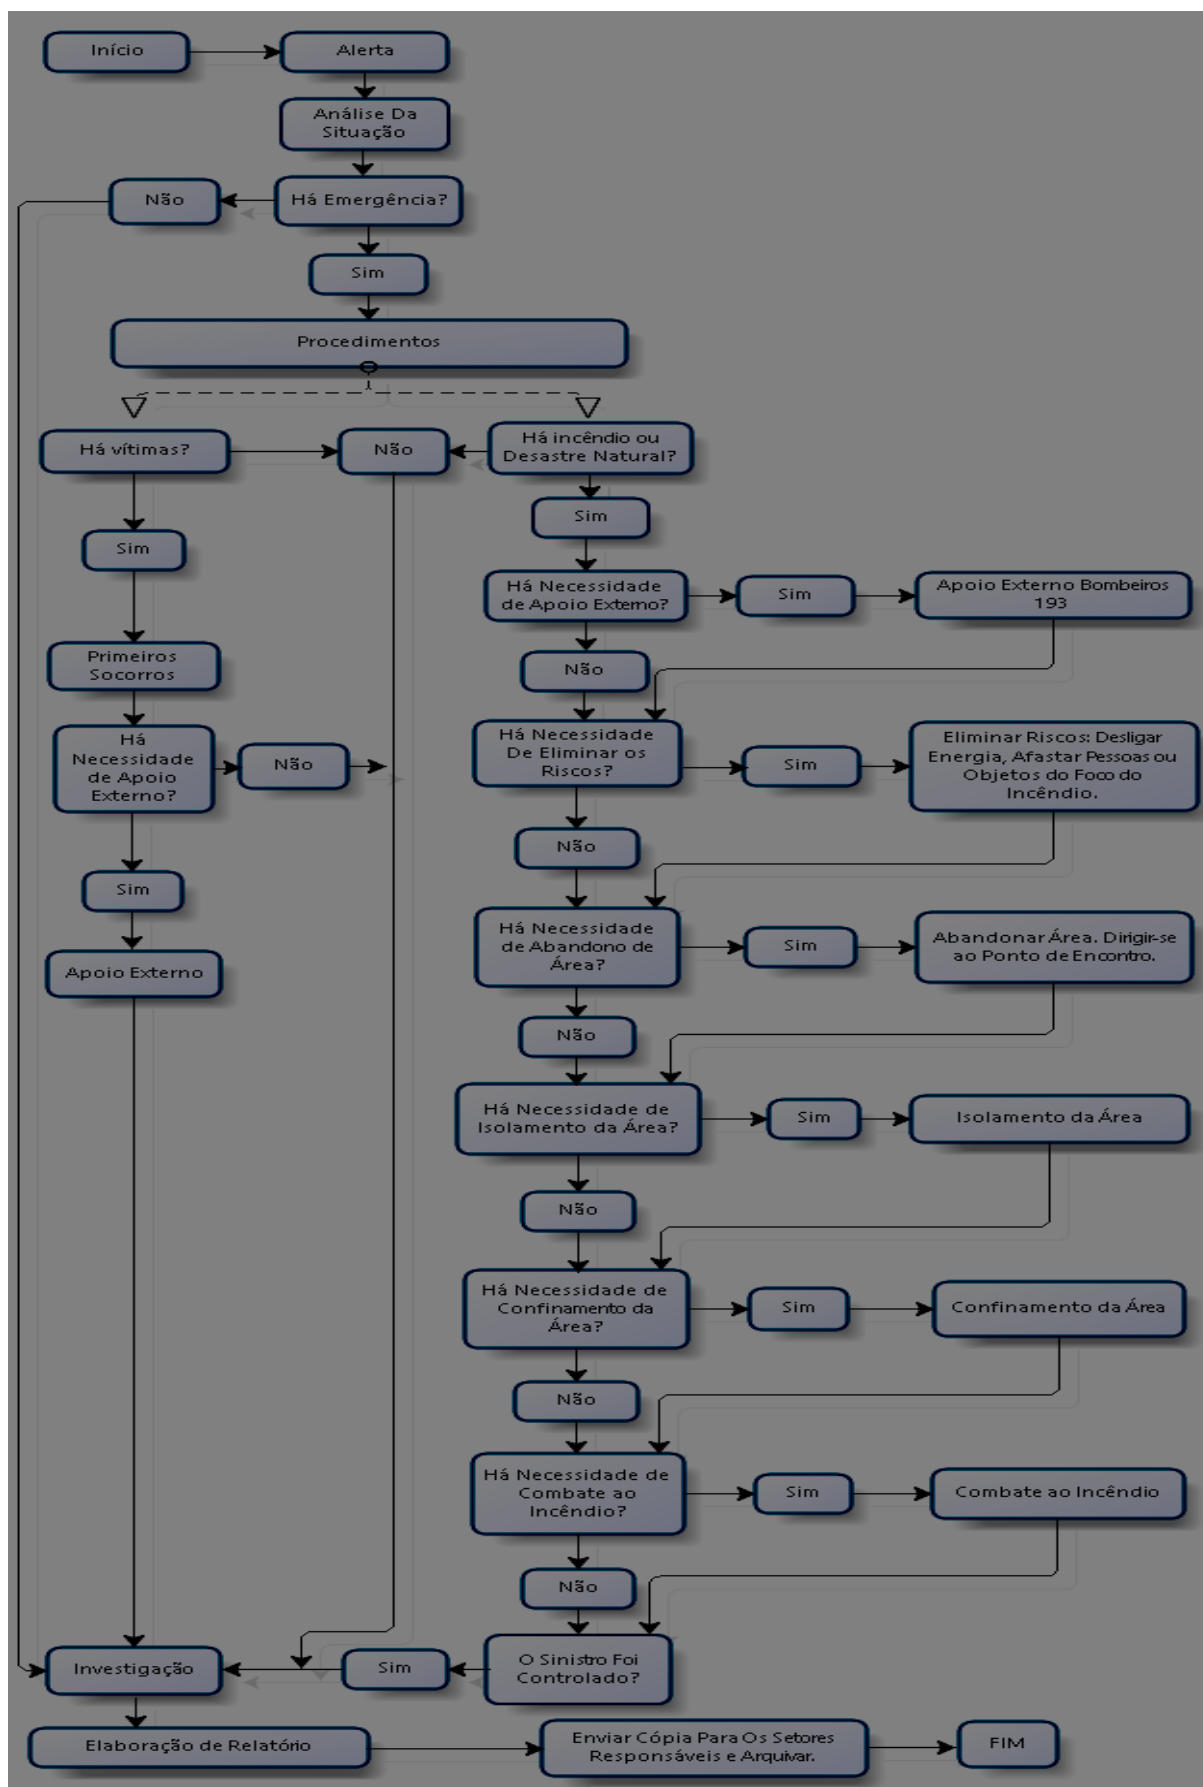 Início
Alerta
Análise Da
Situação
Não
Há Emergência?
Sim
Procedimentos
Há vítimas?
Não
Há incêndio ou
Desastre Natural?
Sim
Sim
Há Necessidade
de Apoio Externo?
Sim
Apoio Externo Bombeiros
193
Primeiros
Socorros
Não
Há
Necessidade
de Apoio
Externo?
Não
Há Necessidade
De Eliminar os
Riscos?
Sim
Eliminar Riscos: Desligar
Energia, Afastar Pessoas ou
Objetos do Foco do
Incêndio.
Não
Sim
Apoio Externo
Há Necessidade
de Abandono de
Área?
Sim
Abandonar Área. Dirigir-se
ao Ponto de Encontro.
Não
Há Necessidade de
Isolamento da Área?
Sim
Isolamento da Área
Não
Há Necessidade de
Confinamento da
Área?
Sim
Confinamento da Área
Não
Há Necessidade de
Combate ao
Incêndio?
Sim
Combate ao Incêndio
Não
Investigação
Sim
O Sinistro Foi
Controlado?
Elaboração de Relatório
Enviar Cópia Para Os Setores
Responsáveis e Arquivar.
FIM